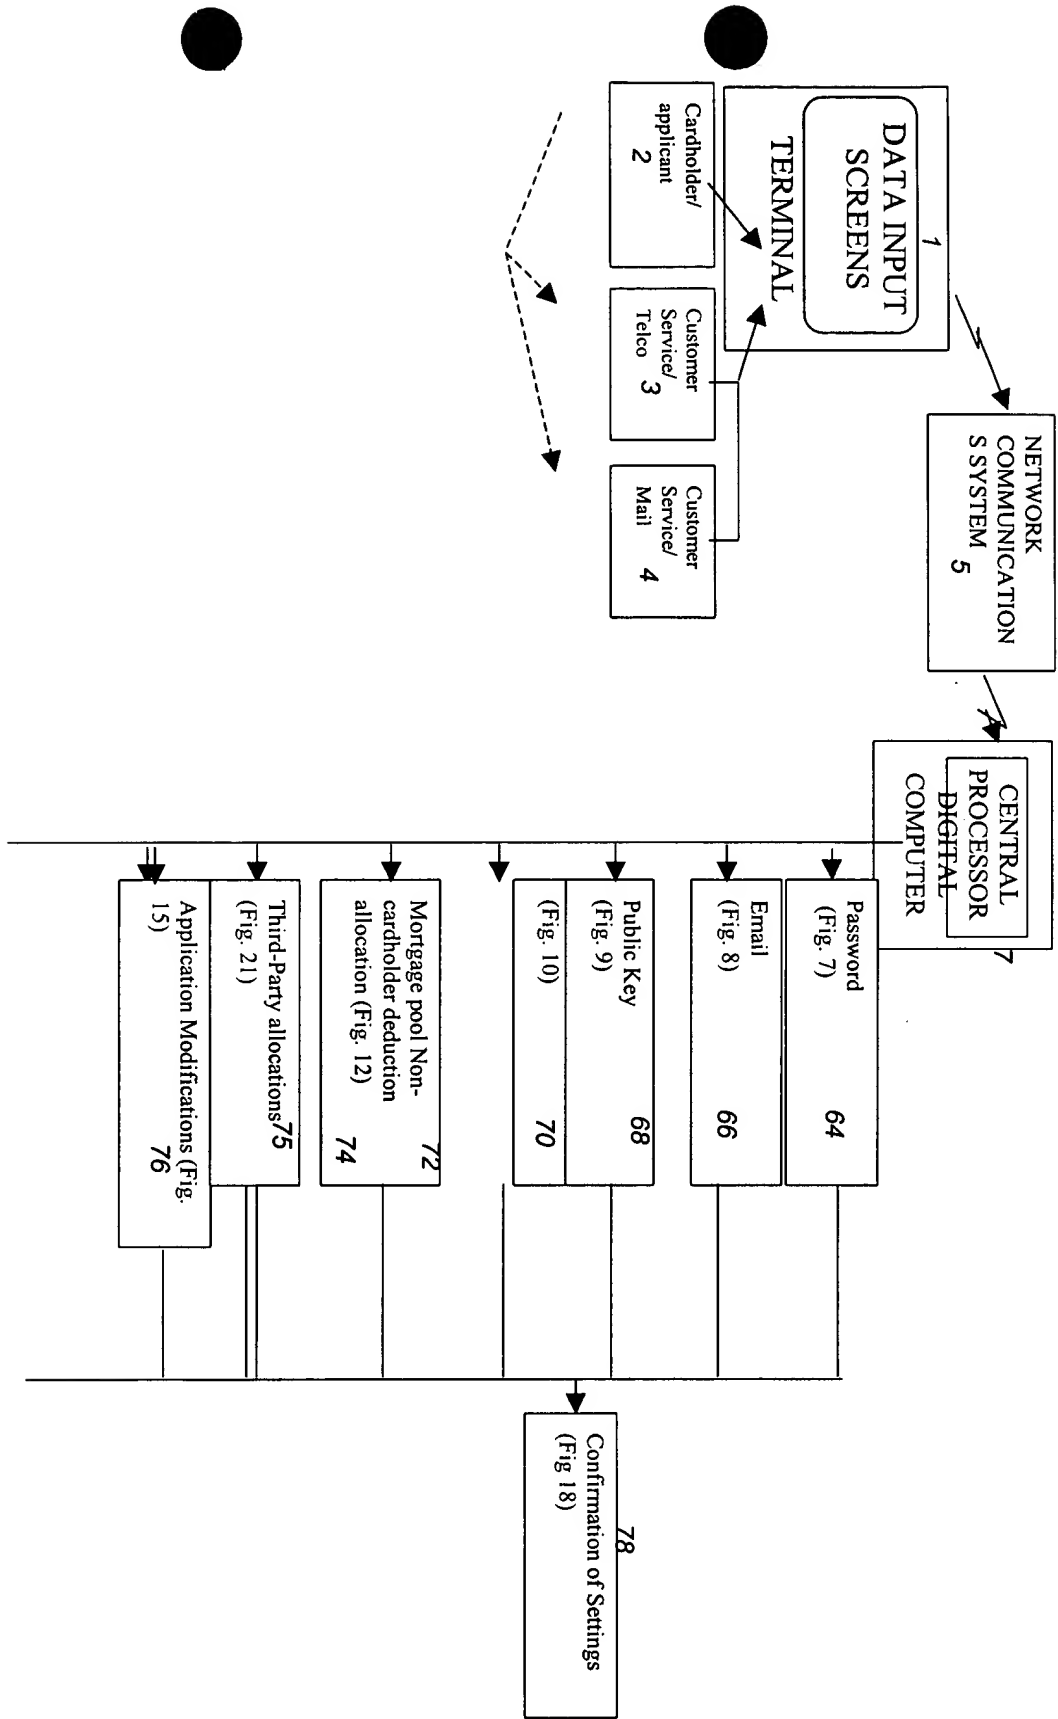 1
DATA INPUT
SCREENS
TERMINAL
Cardholder/
applicant
2
Customer
Service/
Telco 3
Customer
Service/
Mail 4
NETWORK
COMMUNICATION
S SYSTEM
5
CENTRAL
PROCESSOR
DIGITAL
COMPUTER
7
Password
(Fig. 7)
64
Email
(Fig. 8)
66
Public Key
(Fig. 9)
68
(Fig. 10)
70
72
Mortgage pool Non-
cardholder deduction
allocation (Fig. 12)
74
Third-Party allocations 75
(Fig. 21)
Application Modifications (Fig.
15)
76
78
Confirmation of Settings
(Fig 18)